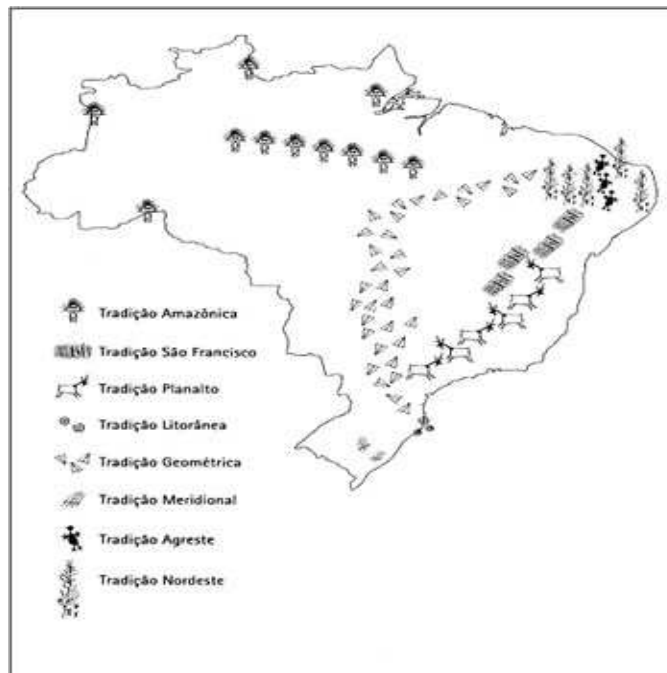 Tradição Amazônica
Tradição São Francisco
Tradição Planalto
Tradição Litorânea
Tradição Geométrica
Tradição Meridional
Tradição Agreste
Tradição Nordeste